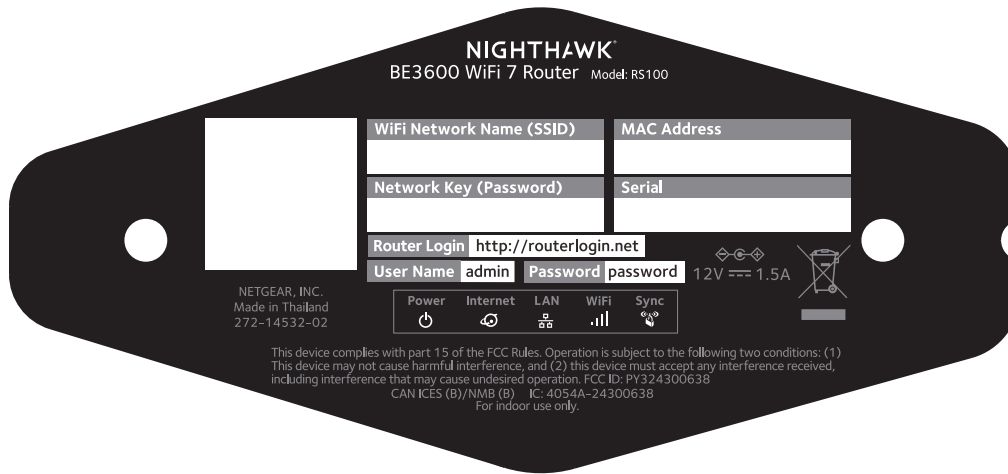 NIGHTHAWK®
BE3600 WiFi 7 Router Model: RS100
WiFi Network Name (SSID)
MAC Address
Network Key (Password)
Serial
Router Login http://routerlogin.net
User Name admin Password password
12V 1.5A
NETGEAR, INC.
Made in Thailand
272-14532-02
Power Internet LAN WiFi Sync
This device complies with part 15 of the FCC Rules. Operation is subject to the following two conditions: (1)
This device may not cause harmful interference, and (2) this device must accept any interference received,
including interference that may cause undesired operation. FCC ID: PY324300638
CAN ICES (B)/NMB (B) IC: 4054A-24300638
For indoor use only.